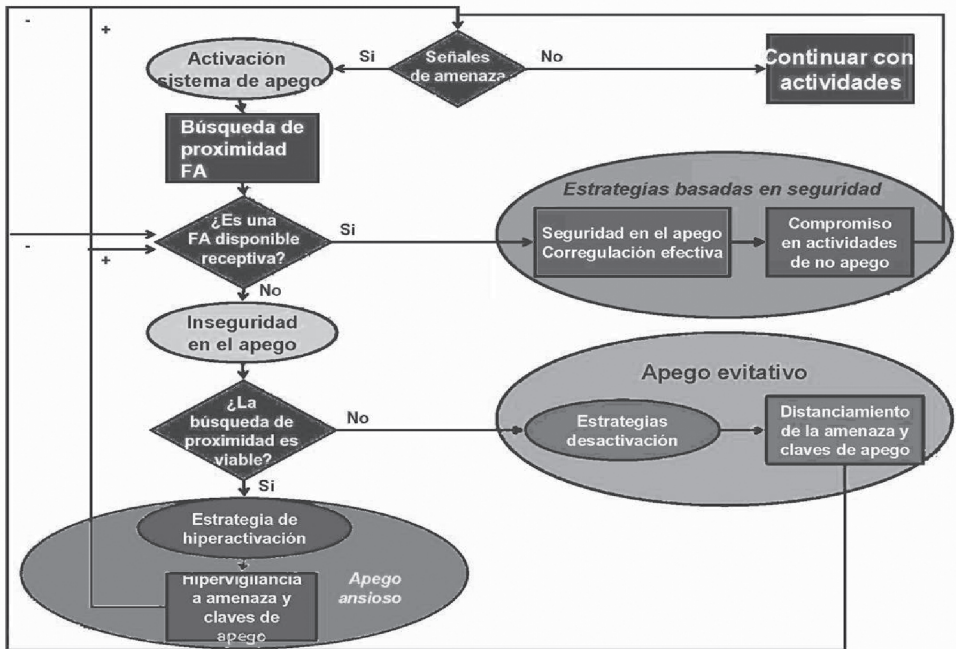 -
+
Señales
de amenaza
Si
No
Activación
sistema de apego
Continuar con
actividades
Búsqueda de
proximidad
FA
¿Es una
FA disponible
receptiva?
-
+
Si
No
Estrategias basadas en seguridad
Seguridad en el apego
Corregulación efectiva
Compromiso
en actividades
de no apego
Inseguridad
en el apego
¿La
búsqueda de
proximidad es
viable?
No
Si
Apego evitativo
Estrategias
desactivación
Distanciamiento
de la amenaza y
claves de apego
Estrategia de
hiperactivación
Hipervigilancia
a amenaza y
claves de
apego
Apego
ansioso